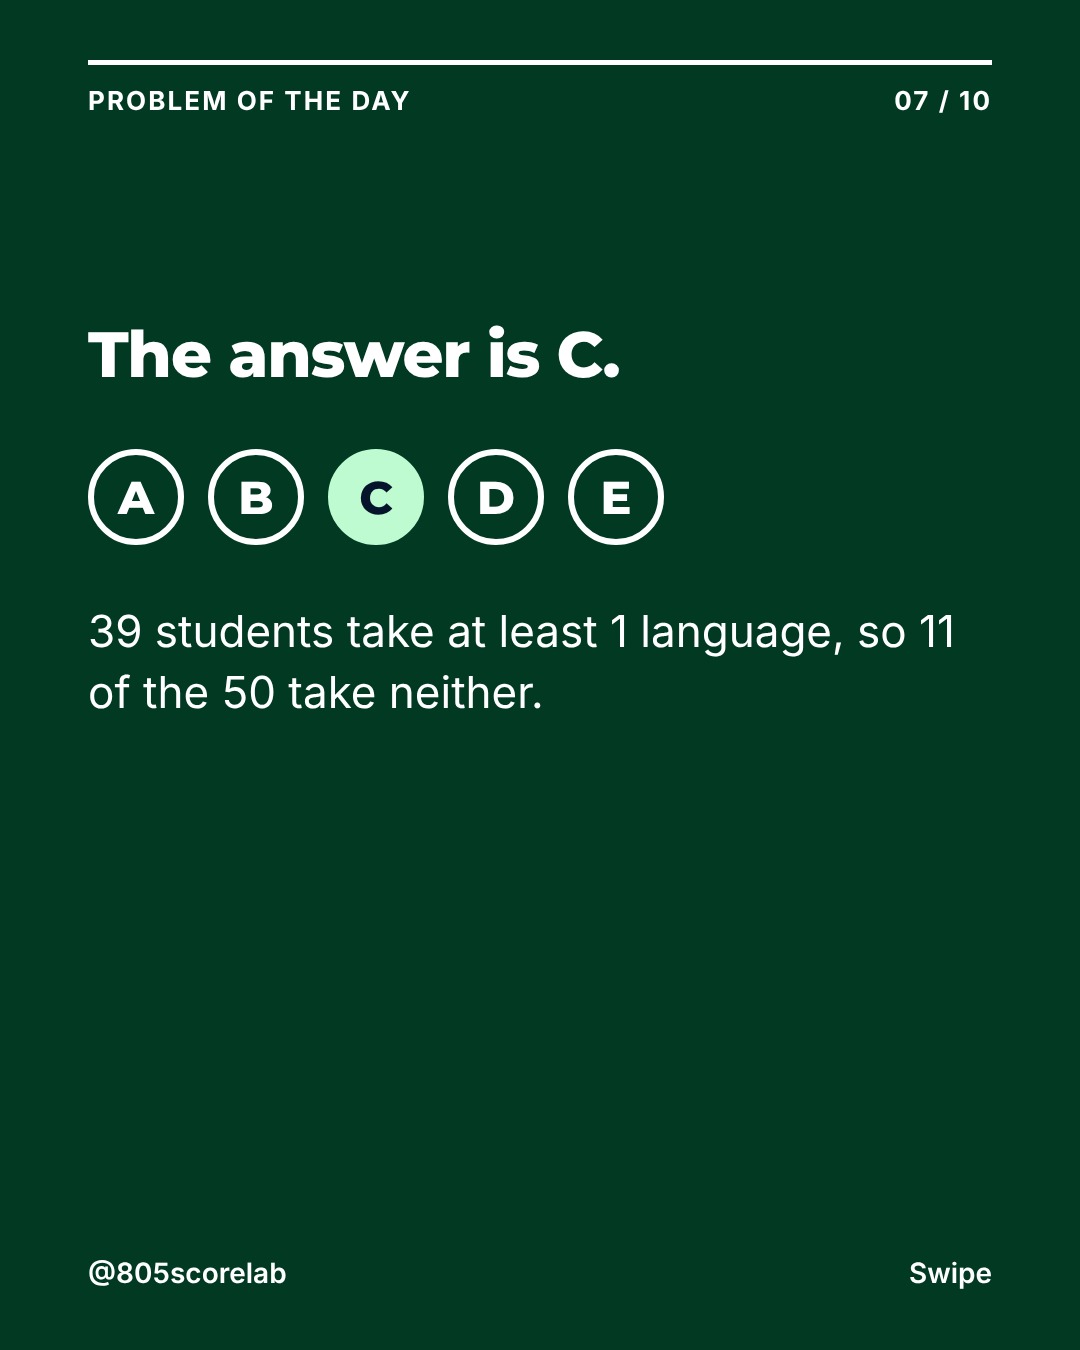 PROBLEM OF THE DAY
07 / 10
The answer is C.
A B C D E
39 students take at least 1 language, so 11
of the 50 take neither.
@805scorelab
Swipe